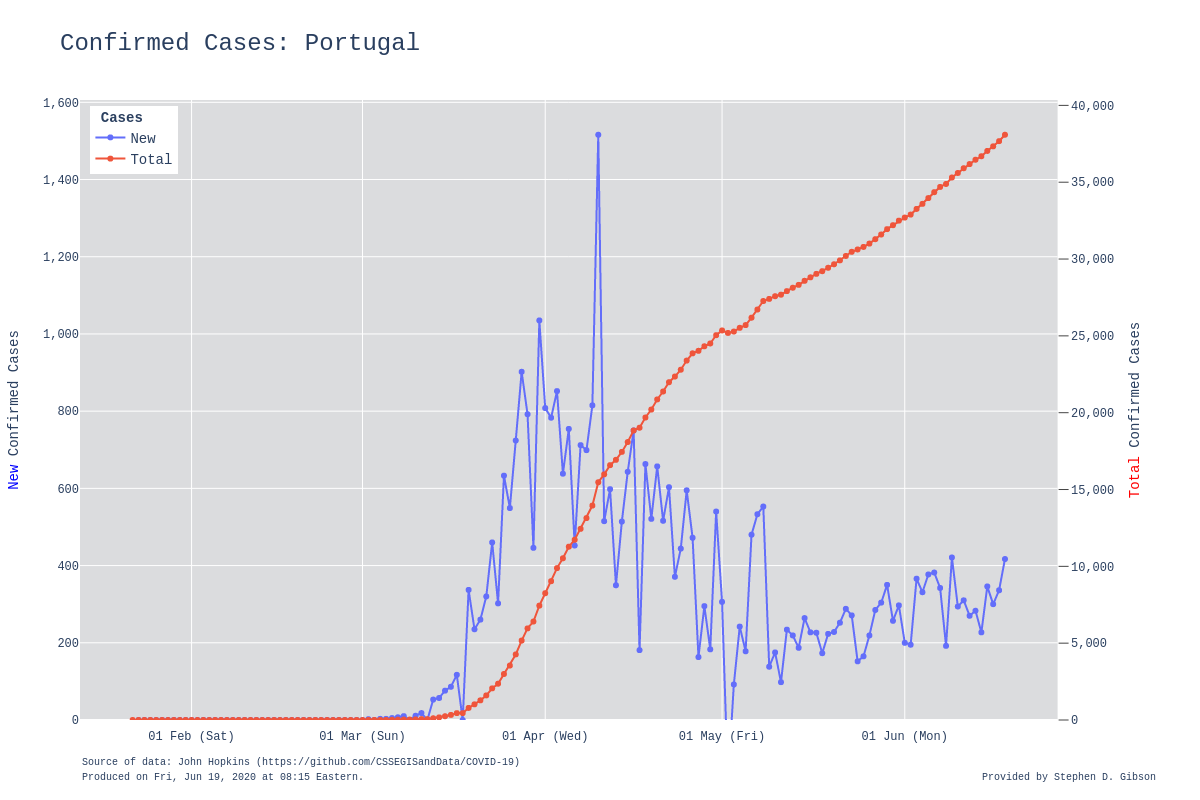 Confirmed Cases: Portugal
1,600
1,400
1,200
1,000
800
600
400
200
0
New Confirmed Cases
Cases
New
Total
40,000
35,000
30,000
25,000
20,000
15,000
10,000
5,000
0
Total Confirmed Cases
01 Feb (Sat)
01 Mar (Sun)
01 Apr (Wed)
01 May (Fri)
01 Jun (Mon)
Source of data: John Hopkins (https://github.com/CSSEGISandData/COVID-19)
Produced on Fri, Jun 19, 2020 at 08:15 Eastern.
Provided by Stephen D. Gibson